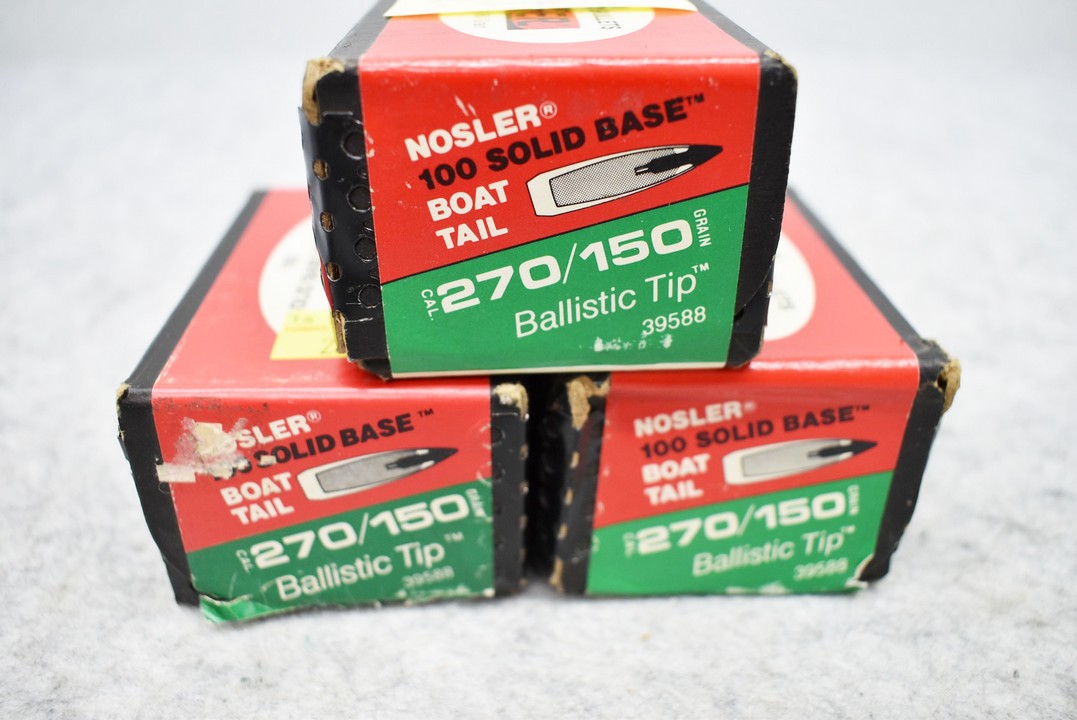 NOSLER®
100 SOLID BASE™
BOAT
TAIL
CAL. 270/150 GRAIN
Ballistic Tip™
39588
SLER®
SOLID BASE™
BOAT
TAIL
CAL. 270/150 GRAIN
Ballistic Tip™
39588
NOSLER®
100 SOLID BASE™
BOAT
TAIL
CAL. 270/150 GRAIN
Ballistic Tip™
39588